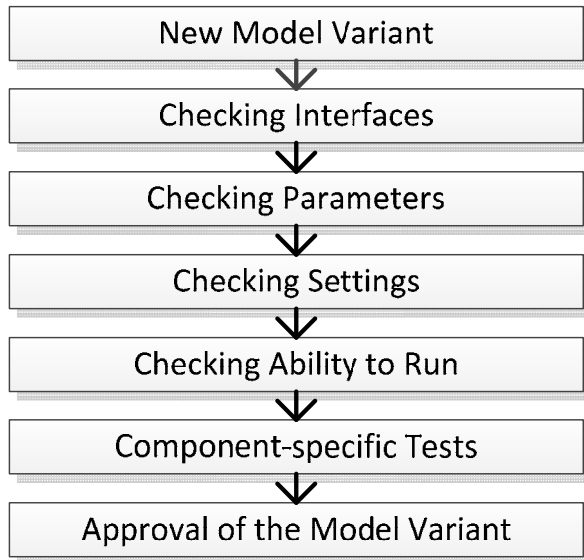 New Model Variant
Checking Interfaces
Checking Parameters
Checking Settings
Checking Ability to Run
Component-specific Tests
Approval of the Model Variant